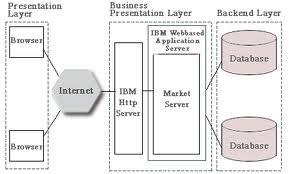 Presentation
Layer
Business
Presentation Layer
Backend Layer
Browser
Browser
Internet
IBM
Http
Server
IBM Webbased
Application
Server
Market
Server
Database
Database